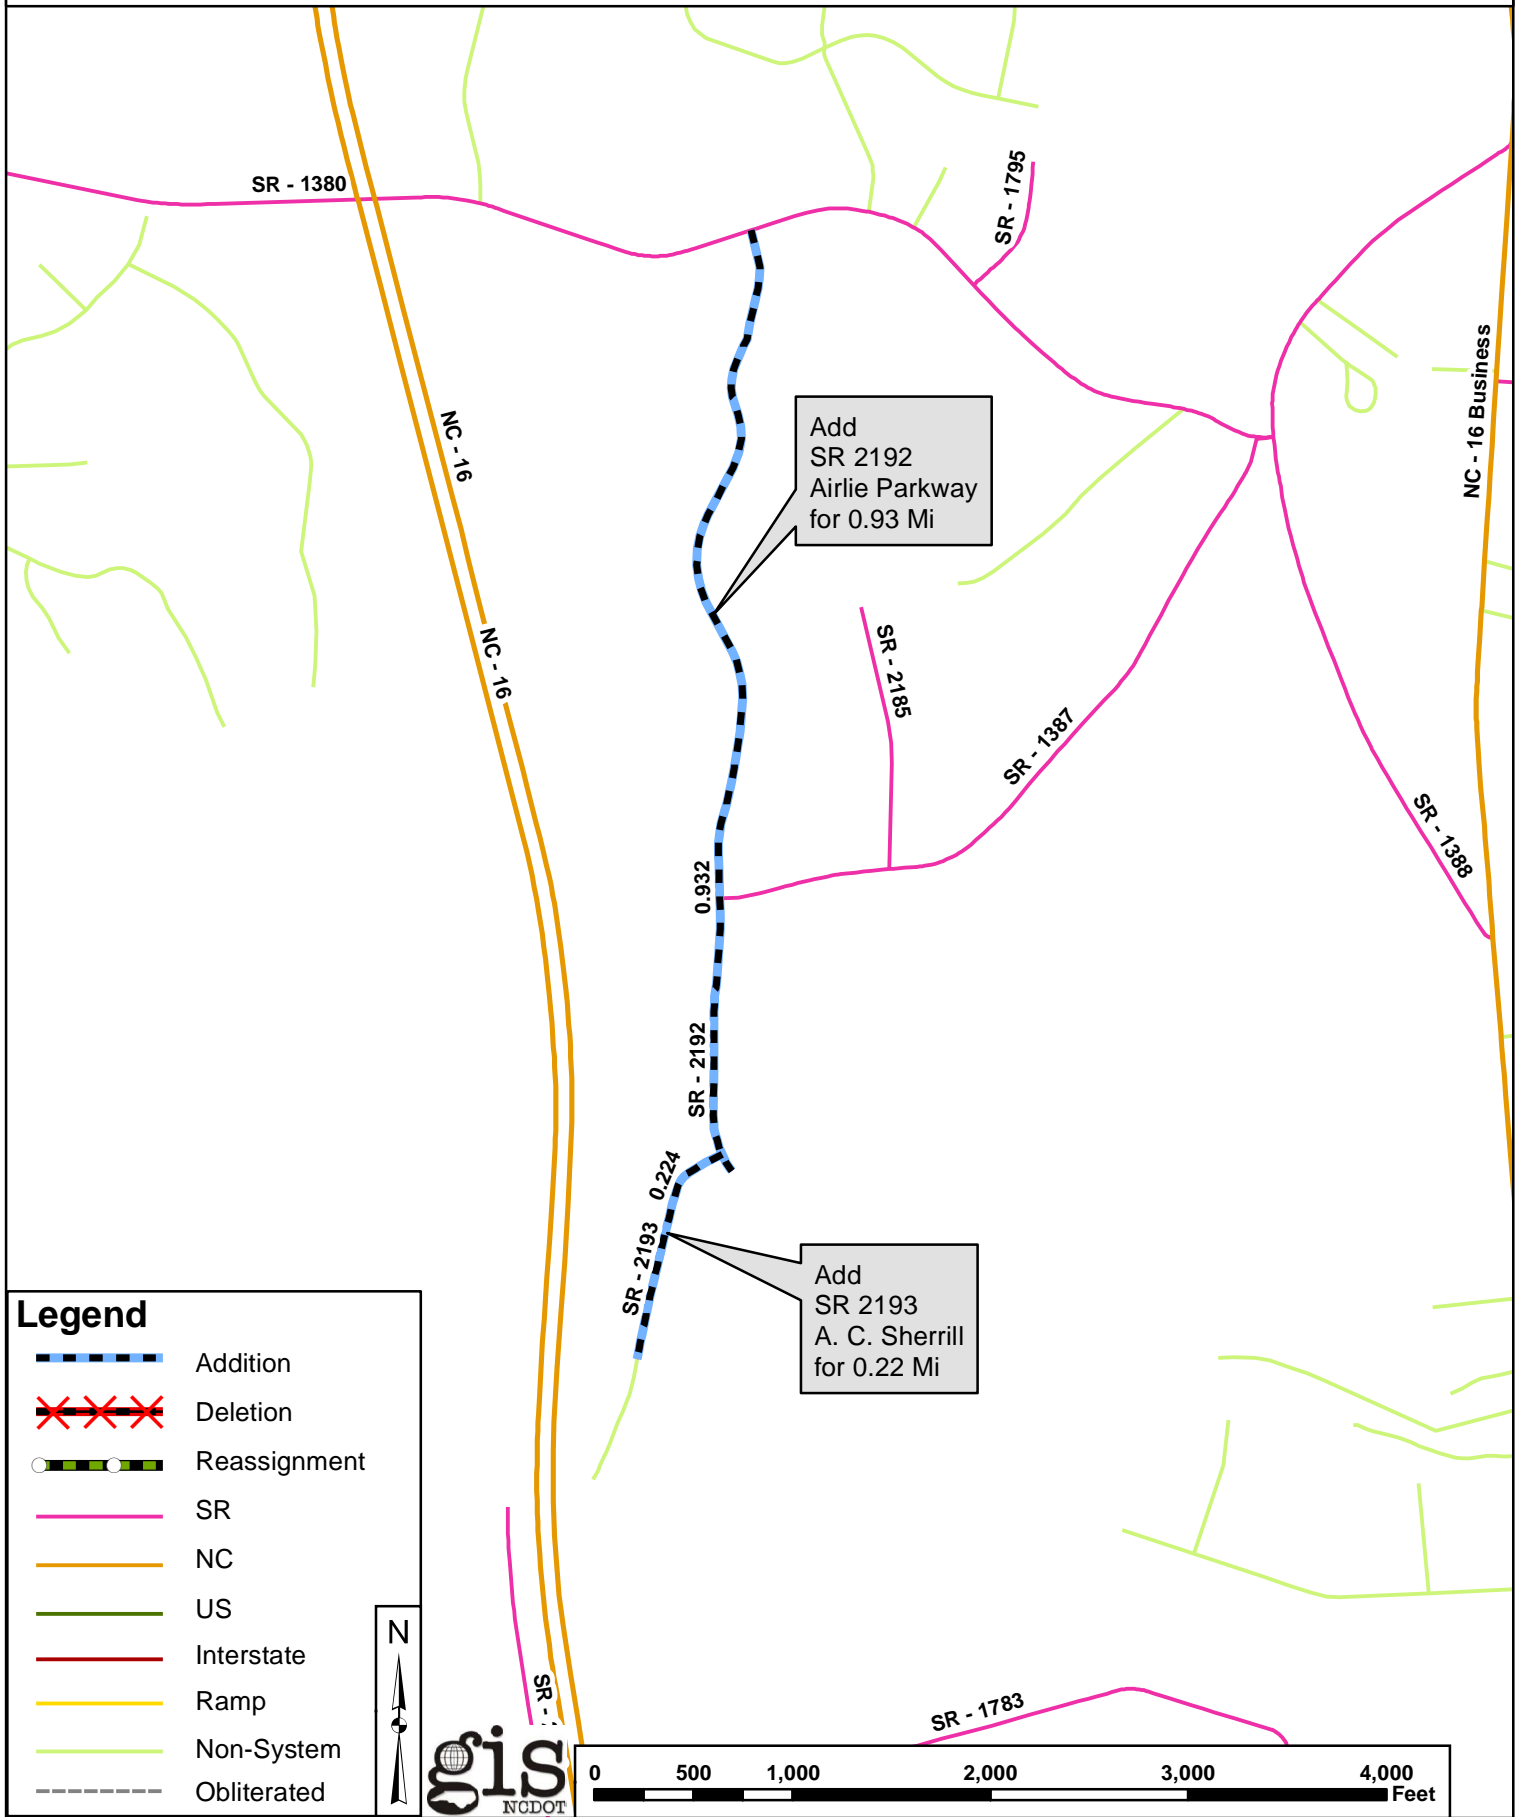 SR - 1380
SR - 1795
NC - 16
NC - 16 Business
Add
SR 2192
Airlie Parkway
for 0.93 Mi
NC - 16
SR - 2185
SR - 1387
SR - 1388
0.932
SR - 2192
0.224
SR - 2193
Add
SR 2193
A. C. Sherrill
for 0.22 Mi
Legend
Addition
Deletion
Reassignment
SR
NC
US
Interstate
Ramp
Non-System
Obliterated
N
SR -
gis
NCDOT
SR - 1783
0 500 1,000 2,000 3,000 4,000
Feet